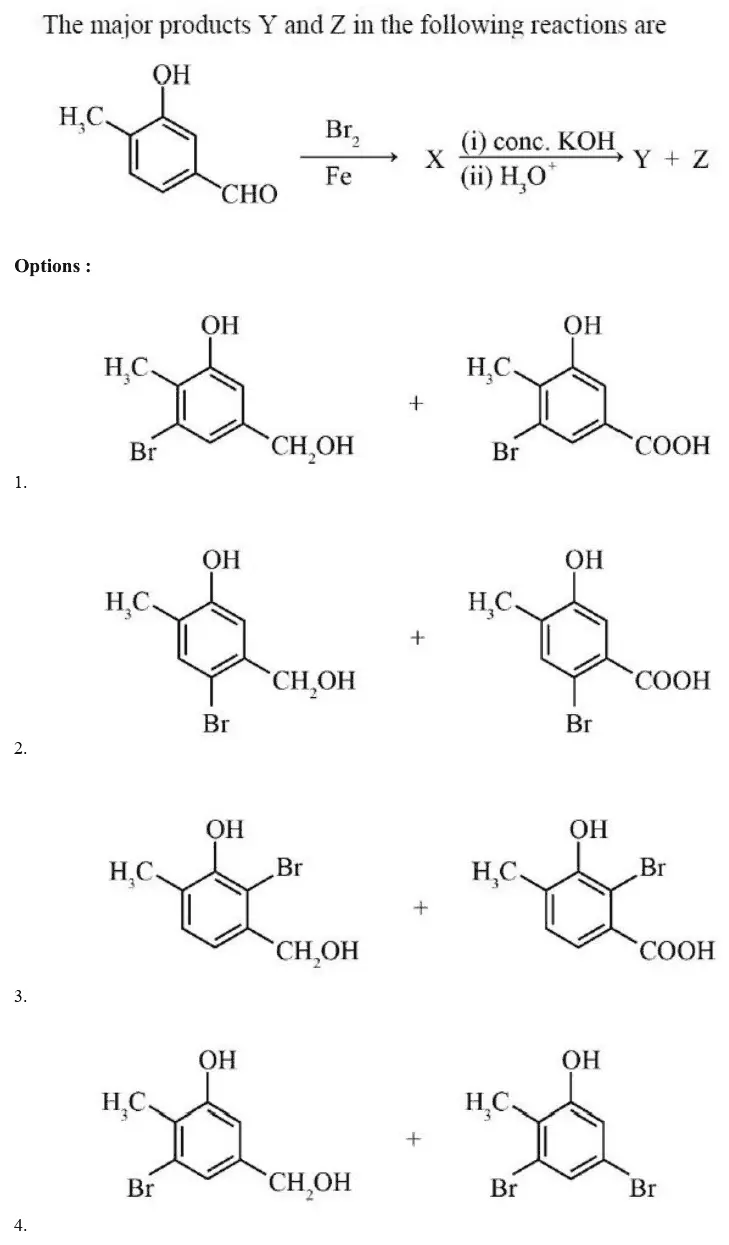 The major products Y and Z in the following reactions are
OH
H₃C
CHO
Br₂
Fe
X
(i) conc. KOH
(ii) H₃O⁺
Y + Z
Options :
OH
H₃C
Br
CH₂OH
+
OH
H₃C
Br
COOH
1.
OH
H₃C
CH₂OH
Br
+
OH
H₃C
COOH
Br
2.
OH
H₃C
Br
CH₂OH
+
OH
H₃C
Br
COOH
3.
OH
H₃C
Br
CH₂OH
+
OH
H₃C
Br
Br
4.